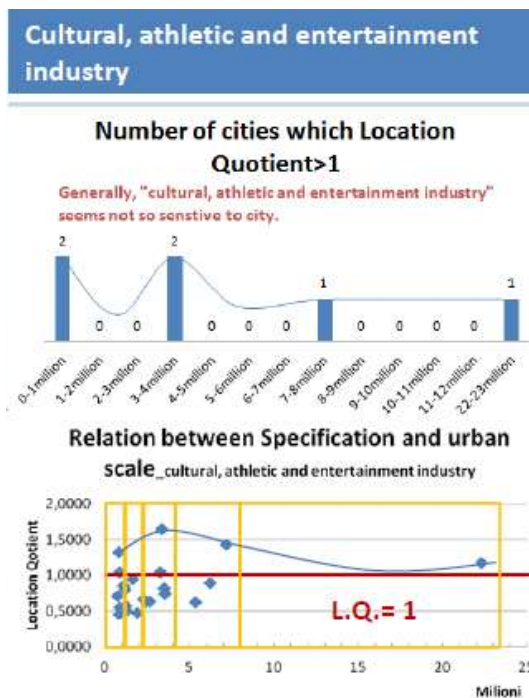 Cultural, athletic and entertainment
industry
Number of cities which Location
Quotient>1
Generally, "cultural, athletic and entertainment industry"
seems not so senstive to city.
2 0 0 2 0 0 0 1 0 0 0 0 1
0-1million 1-2million 2-3million 3-4million 4-5million 5-6million 6-7million 7-8million 8-9million 9-10million 10-11million 11-12million 22-23million
Relation between Specification and urban
scale_cultural, athletic and entertainment industry
Location Qotient
2,0000
1,5000
1,0000
0,5000
0,0000
L.Q.= 1
0 5 10 15 20 25
Milioni